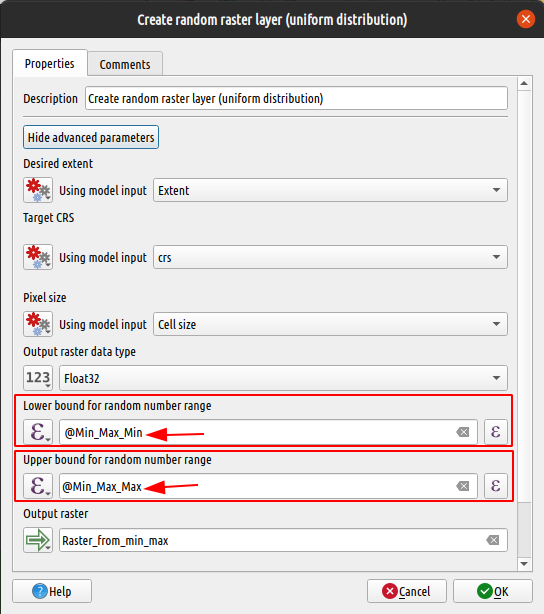 Create random raster layer (uniform distribution)
Properties
Comments
Description
Create random raster layer (uniform distribution)
Hide advanced parameters
Desired extent
Using model input
Extent
Target CRS
Using model input
crs
Pixel size
Using model input
Cell size
Output raster data type
123
Float32
Lower bound for random number range
ε
@Min_Max_Min
ε
Upper bound for random number range
ε
@Min_Max_Max
ε
Output raster
Raster_from_min_max
Help
Cancel
OK